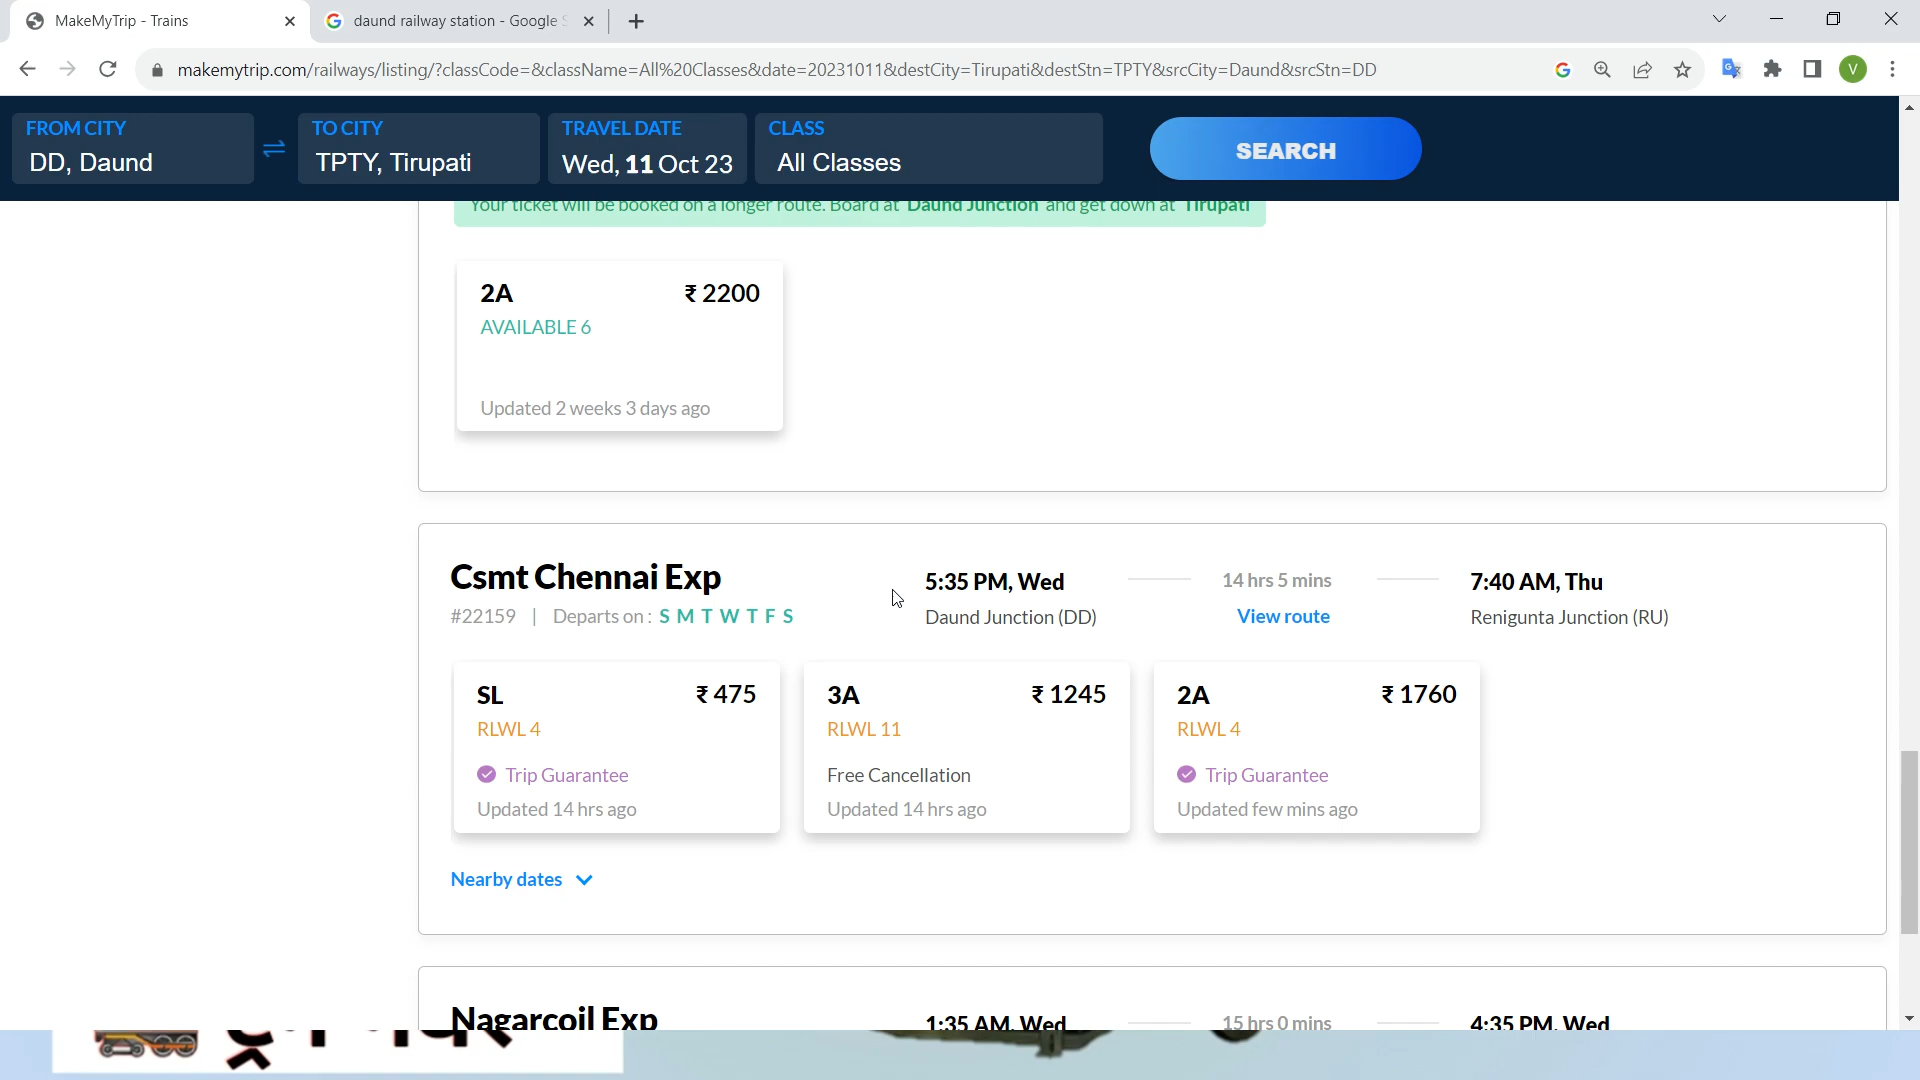 MakeMyTrip - Trains
daund railway station - Google S
makemytrip.com/railways/listing/?classCode=&className=All%20Classes&date=20231011&destCity=Tirupati&destStn=TPTY&srcCity=Daund&srcStn=DD
V
FROM CITY
DD, Daund
TO CITY
TPTY, Tirupati
TRAVEL DATE
Wed, 11 Oct 23
CLASS
All Classes
SEARCH
Your ticket will be booked on a longer route. Board at Daund Junction and get down at Tirupati
2A ₹ 2200
AVAILABLE 6
Updated 2 weeks 3 days ago
Csmt Chennai Exp
#22159 | Departs on : S M T W T F S
5:35 PM, Wed
Daund Junction (DD)
14 hrs 5 mins
View route
7:40 AM, Thu
Renigunta Junction (RU)
SL ₹ 475
RLWL 4
Trip Guarantee
Updated 14 hrs ago
3A ₹ 1245
RLWL 11
Free Cancellation
Updated 14 hrs ago
2A ₹ 1760
RLWL 4
Trip Guarantee
Updated few mins ago
Nearby dates
Nagarcoil Exp
1:35 AM, Wed
15 hrs 0 mins
4:35 PM, Wed